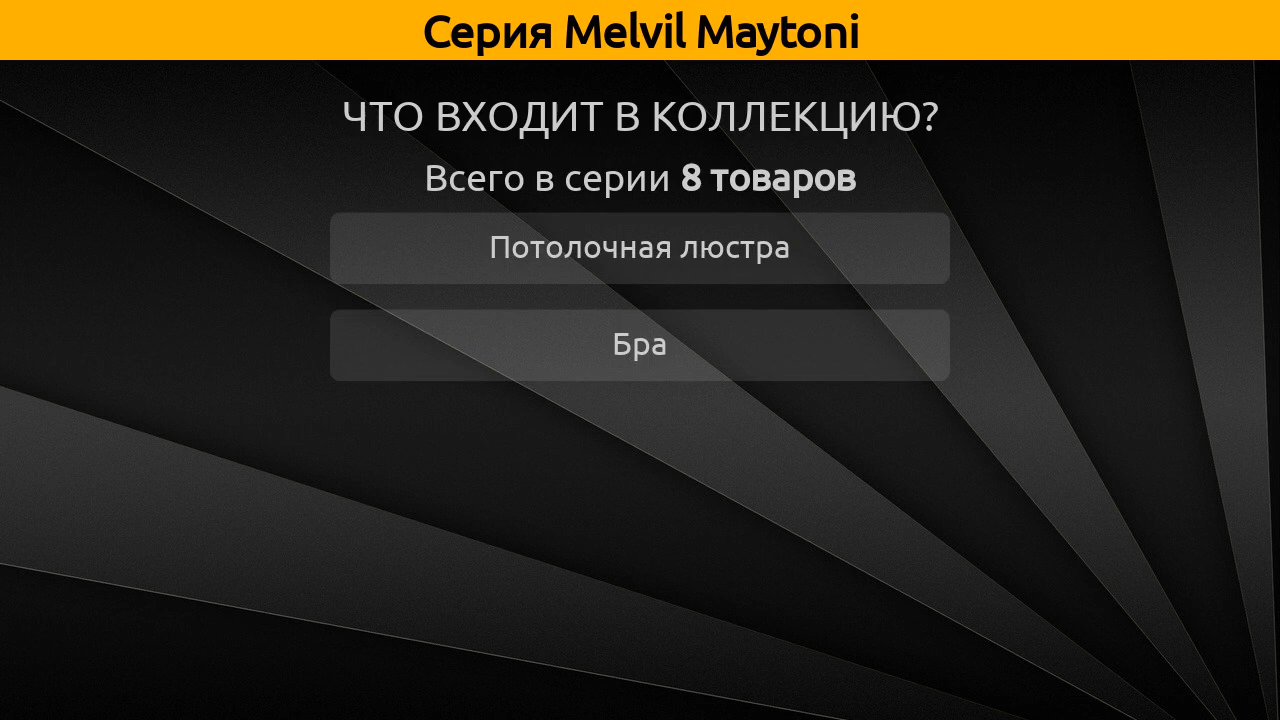 Серия Melvil Maytoni
ЧТО ВХОДИТ В КОЛЛЕКЦИЮ?
Всего в серии 8 товаров
Потолочная люстра
Бра